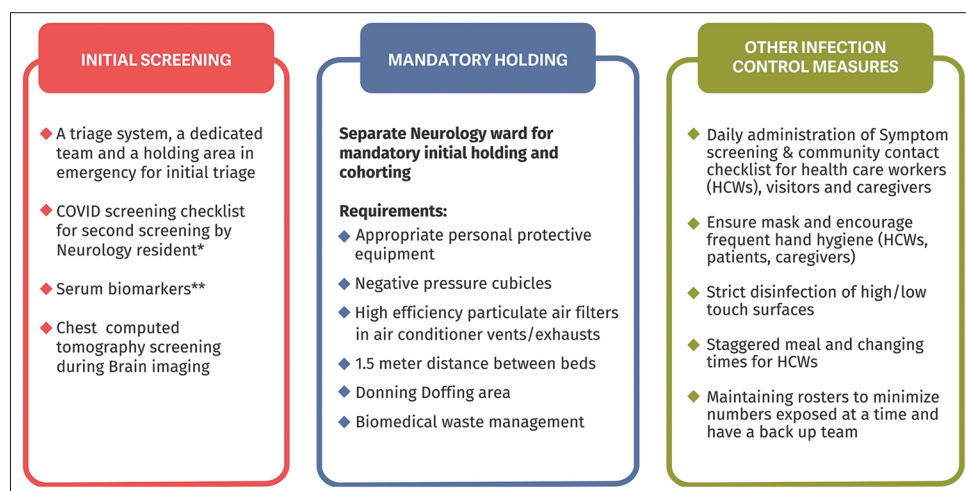 INITIAL SCREENING
◆ A triage system, a dedicated
team and a holding area in
emergency for initial triage
◆ COVID screening checklist
for second screening by
Neurology resident*
◆ Serum biomarkers**
◆ Chest computed
tomography screening
during Brain imaging
MANDATORY HOLDING
Separate Neurology ward for
mandatory initial holding and
cohorting
Requirements:
◆ Appropriate personal protective
equipment
◆ Negative pressure cubicles
◆ High efficiency particulate air filters
in air conditioner vents/exhausts
◆ 1.5 meter distance between beds
◆ Donning Doffing area
◆ Biomedical waste management
OTHER INFECTION
CONTROL MEASURES
◆ Daily administration of Symptom
screening & community contact
checklist for health care workers
(HCWs), visitors and caregivers
◆ Ensure mask and encourage
frequent hand hygiene (HCWs,
patients, caregivers)
◆ Strict disinfection of high/low
touch surfaces
◆ Staggered meal and changing
times for HCWs
◆ Maintaining rosters to minimize
numbers exposed at a time and
have a back up team